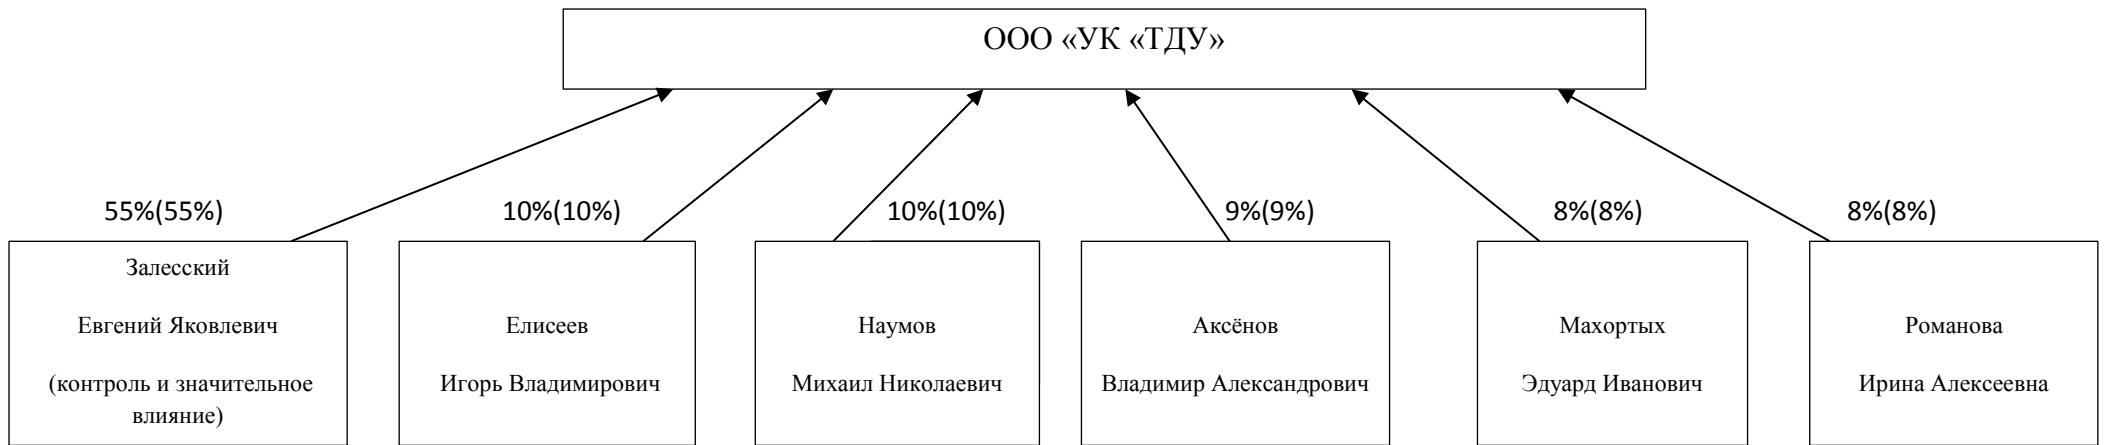 ООО «УК «ТДУ»
55%(55%)
10%(10%)
10%(10%)
9%(9%)
8%(8%)
8%(8%)
Залесский
Евгений Яковлевич
(контроль и значительное
влияние)
Елисеев
Игорь Владимирович
Наумов
Михаил Николаевич
Аксёнов
Владимир Александрович
Махортых
Эдуард Иванович
Романова
Ирина Алексеевна